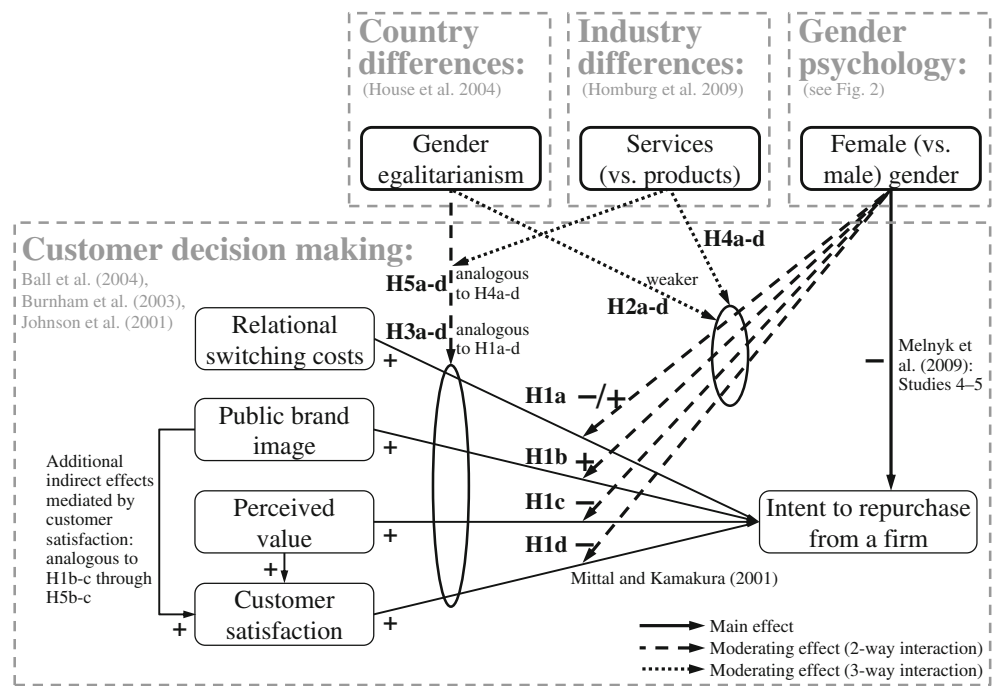 Country
differences:
(House et al. 2004)
Industry
differences:
(Homburg et al. 2009)
Gender
psychology:
(see Fig. 2)
Gender
egalitarianism
Services
(vs. products)
Female (vs.
male) gender
Customer decision making:
Ball et al. (2004),
Burnham et al. (2003),
Johnson et al. (2001)
H4a-d
H5a-d
analogous
to H4a-d
weaker
H2a-d
H3a-d
analogous
to H1a-d
Relational
switching costs
+
Melnyk
et al. (2009):
Studies 4–5
−
H1a −/+
Public brand
image
+
H1b +
Additional
indirect effects
mediated by
customer
satisfaction:
analogous to
H1b-c through
H5b-c
H1c −
Perceived
value
+
Intent to repurchase
from a firm
H1d −
+
Mittal and Kamakura (2001)
Customer
satisfaction
+
+
Main effect
Moderating effect (2-way interaction)
Moderating effect (3-way interaction)